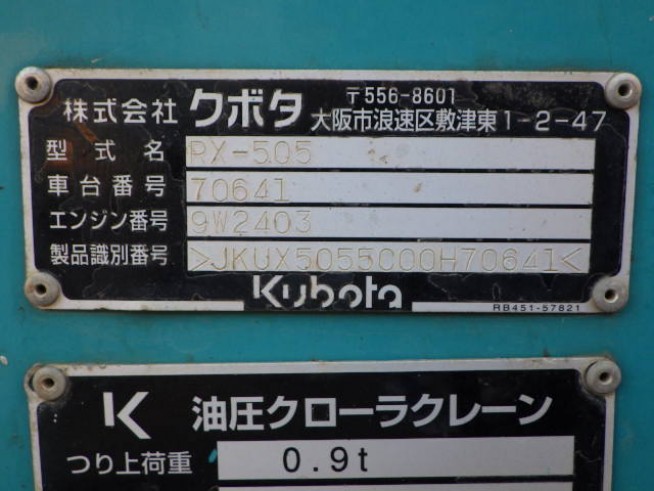 株式会社 クボタ 〒556-8601
大阪市浪速区敷津東1-2-47
型式名 RX-505
車台番号 70641
エンジン番号 9W2403
製品識別番号 >JKUX5055C00H70641<
Kubota
RB451-57821
K 油圧クローラクレーン
つり上荷重 0.9t